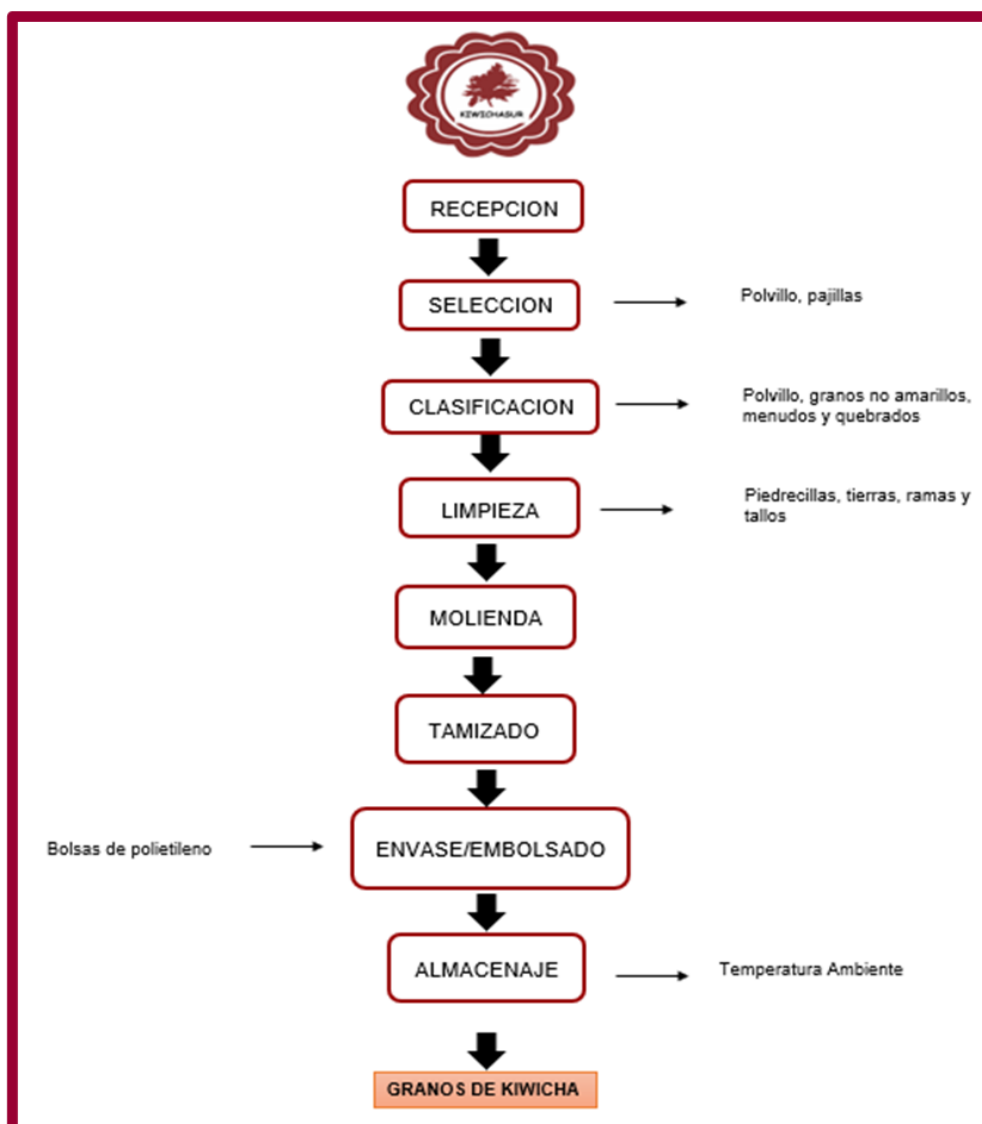 KIWICHASUR
RECEPCION
SELECCION
Polvillo, pajillas
CLASIFICACION
Polvillo, granos no amarillos,
menudos y quebrados
LIMPIEZA
Piedrecillas, tierras, ramas y
tallos
MOLIENDA
TAMIZADO
Bolsas de polietileno
ENVASE/EMBOLSADO
ALMACENAJE
Temperatura Ambiente
GRANOS DE KIWICHA